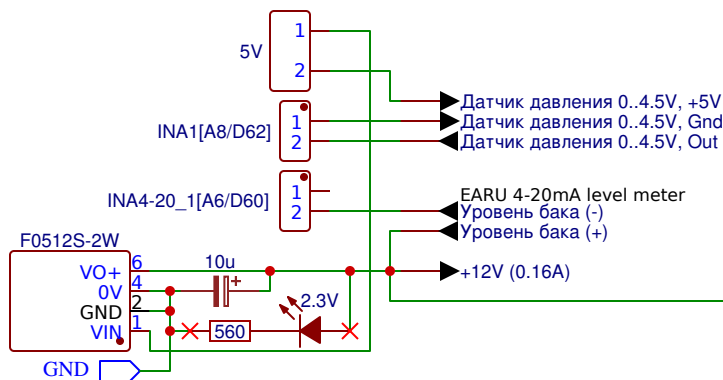 1
5V
2
Датчик давления 0..4.5V, +5V
INA1[A8/D62]
1
Датчик давления 0..4.5V, Gnd
2
Датчик давления 0..4.5V, Out
1
EARU 4-20mA level meter
INA4-20_1[A6/D60]
2
Уровень бака (-)
Уровень бака (+)
F0512S-2W
10u
VO+ 6
+
+12V (0.16A)
0V 4
GND 2
2.3V
VIN 1
560
GND